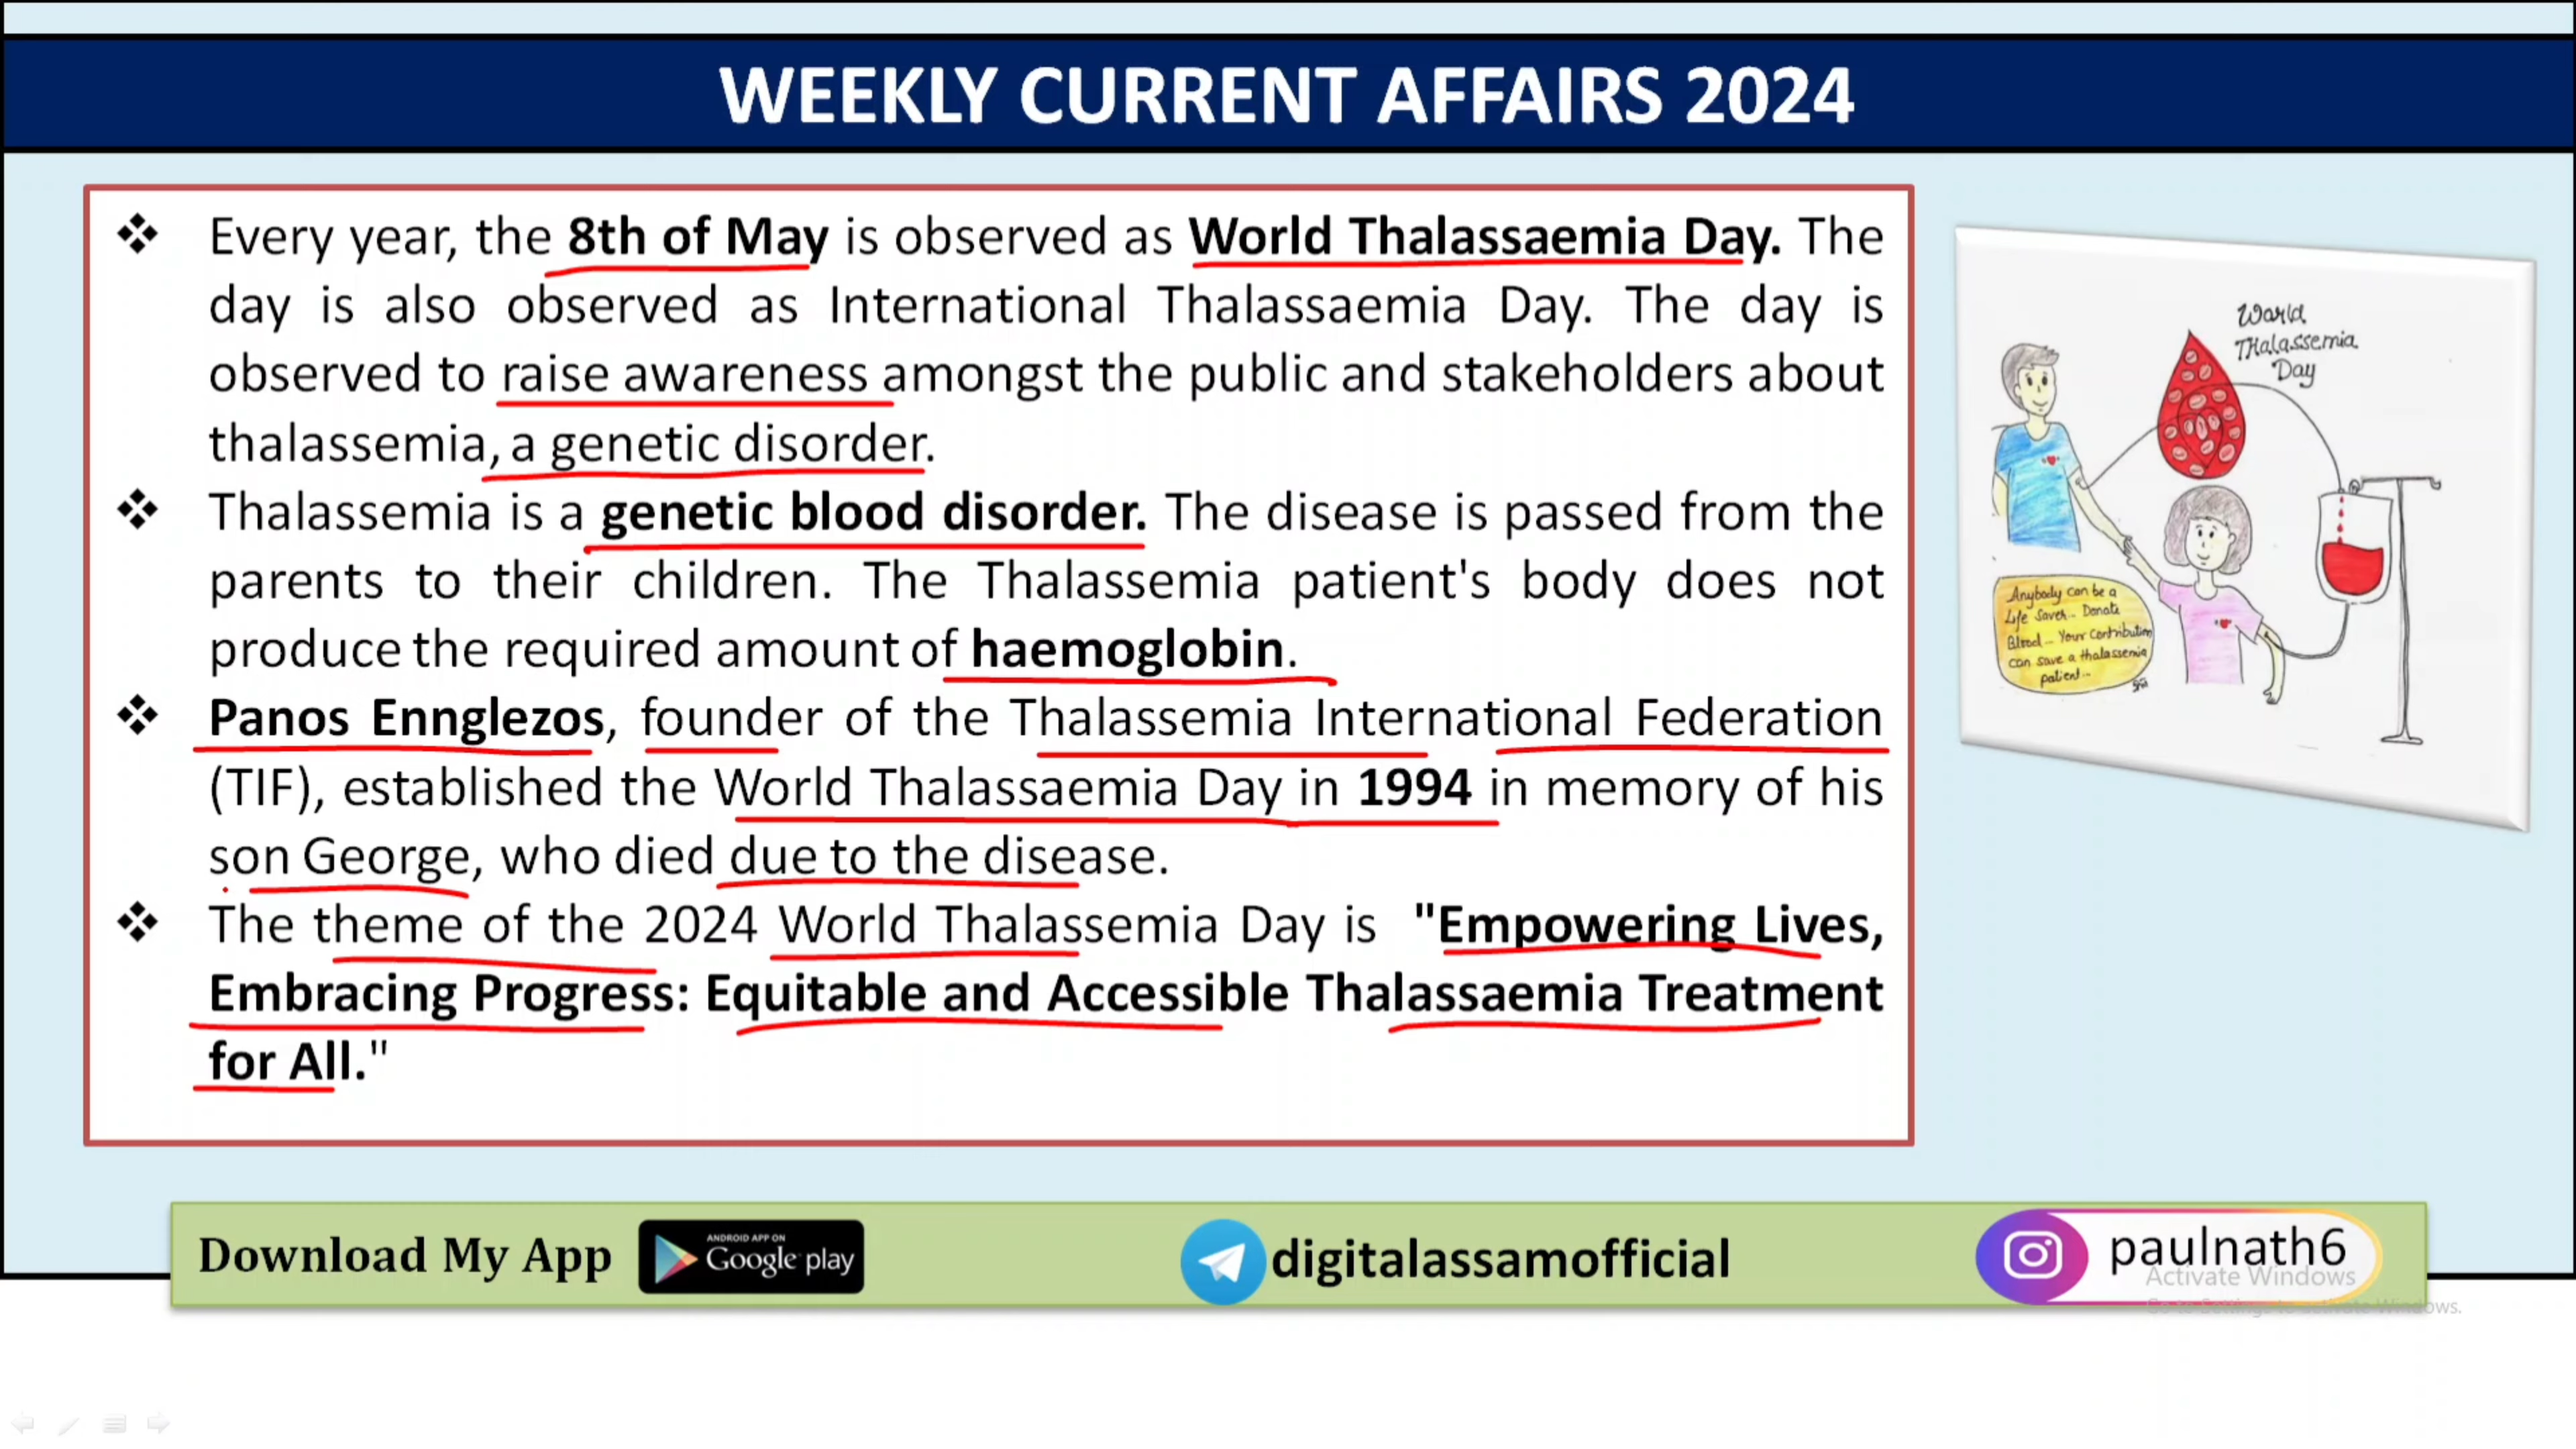 WEEKLY CURRENT AFFAIRS 2024
❖ Every year, the 8th of May is observed as World Thalassaemia Day. The
day is also observed as International Thalassaemia Day. The day is
observed to raise awareness amongst the public and stakeholders about
thalassemia, a genetic disorder.
❖ Thalassemia is a genetic blood disorder. The disease is passed from the
parents to their children. The Thalassemia patient's body does not
produce the required amount of haemoglobin.
❖ Panos Ennglezos, founder of the Thalassemia International Federation
(TIF), established the World Thalassaemia Day in 1994 in memory of his
son George, who died due to the disease.
❖ The theme of the 2024 World Thalassemia Day is "Empowering Lives,
Embracing Progress: Equitable and Accessible Thalassaemia Treatment
for All."
World
THalassemia
Day
Anybody can be a
Life Saver... Donate
Blood... Your Contribution
can save a thalassemia
patient...
Download My App
ANDROID APP ON
Google play
digitalassamofficial
paulnath6
Activate Windows
Go to Settings to activate Windows.